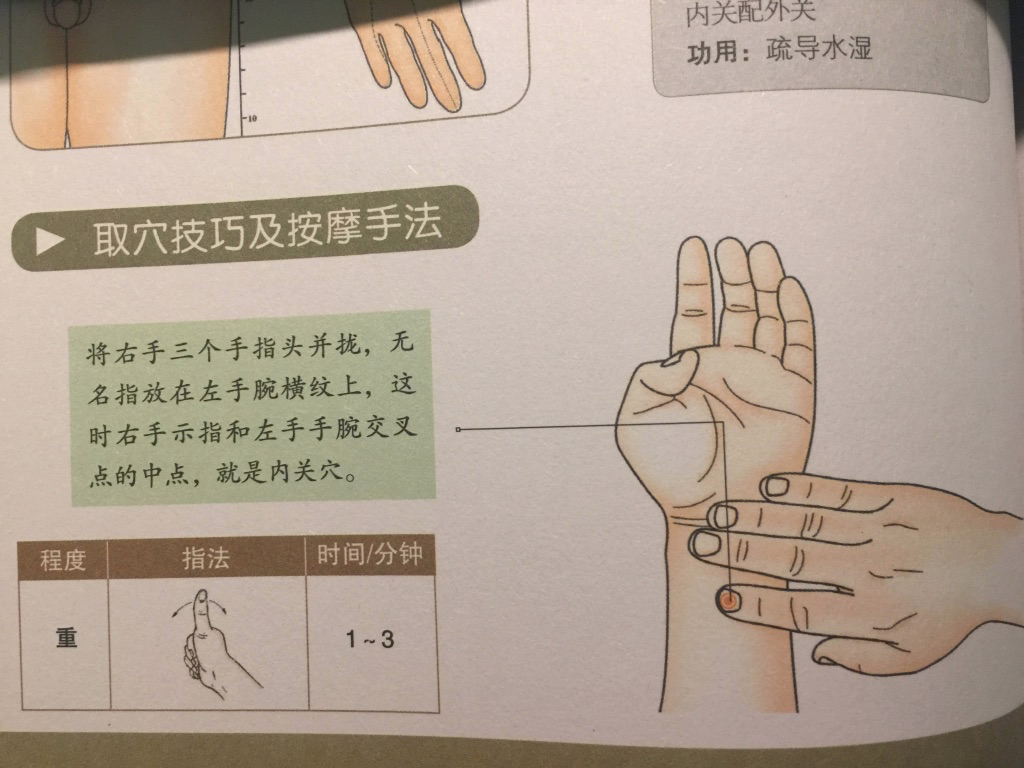 内关配外关
功用：疏导水湿
10
取穴技巧及按摩手法
将右手三个手指头并拢，无
名指放在左手腕横纹上，这
时右手示指和左手手腕交叉
点的中点，就是内关穴。
程度 指法 时间/分钟
重 1~3